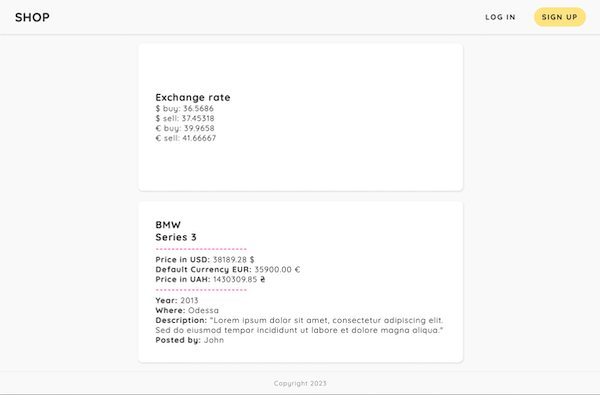 SHOP
LOG IN
SIGN UP
Exchange rate
$ buy: 36.5686
$ sell: 37.45318
€ buy: 39.9658
€ sell: 41.66667
BMW
Series 3
-----------------------
Price in USD: 38189.28 $
Default Currency EUR: 35900.00 €
Price in UAH: 1430309.85 ₴
-----------------------
Year: 2013
Where: Odessa
Description: "Lorem ipsum dolor sit amet, consectetur adipiscing elit.
Sed do eiusmod tempor incididunt ut labore et dolore magna aliqua."
Posted by: John
Copyright 2023